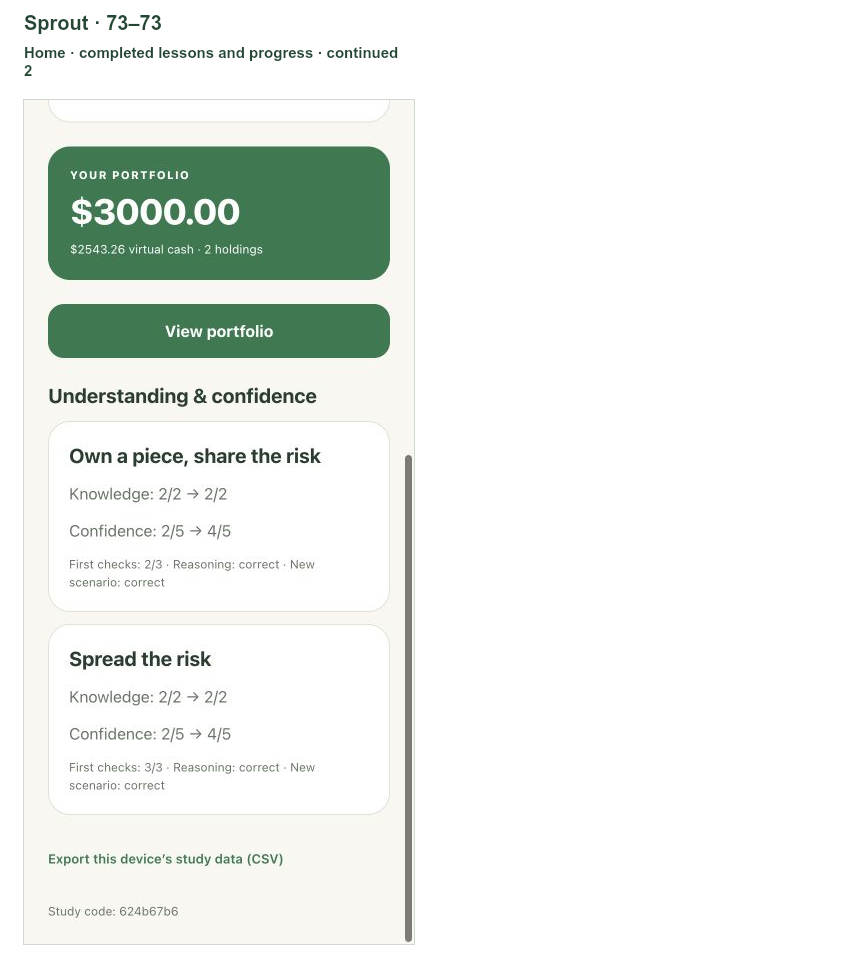 Sprout · 73–73
Home · completed lessons and progress · continued
2
YOUR PORTFOLIO
$3000.00
$2543.26 virtual cash · 2 holdings
View portfolio
Understanding & confidence
Own a piece, share the risk
Knowledge: 2/2 → 2/2
Confidence: 2/5 → 4/5
First checks: 2/3 · Reasoning: correct · New
scenario: correct
Spread the risk
Knowledge: 2/2 → 2/2
Confidence: 2/5 → 4/5
First checks: 3/3 · Reasoning: correct · New
scenario: correct
Export this device’s study data (CSV)
Study code: 624b67b6